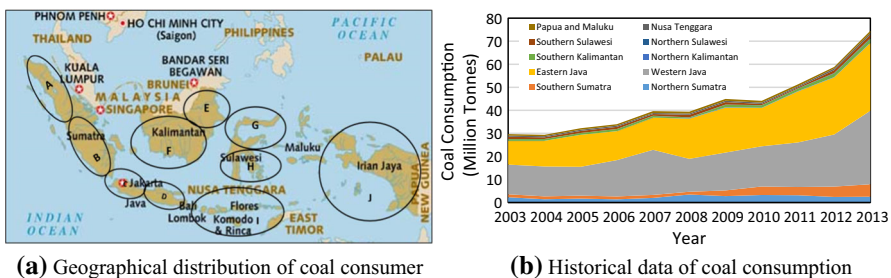 PHNOM PENH
HO CHI MINH CITY
(Saigon)
PACIFIC
OCEAN
THAILAND
PHILIPPINES
PALAU
KUALA
LUMPUR
BANDAR SERI
BEGAWAN
BRUNEI
MALAYSIA
SINGAPORE
A
E
Sumatra
Kalimantan
G
B
F
Sulawesi
H
Maluku
Irian Jaya
J
Jakarta
Java
D
NUSA TENGGARA
Bali
Lombok
Flores
Komodo I
& Rinca
EAST
TIMOR
PAPUA
NEW GUINEA
INDIAN
OCEAN
(a) Geographical distribution of coal consumer
Coal Consumption
(Million Tonnes)
80
70
60
50
40
30
20
10
0
Papua and Maluku
Nusa Tenggara
Southern Sulawesi
Northern Sulawesi
Southern Kalimantan
Northern Kalimantan
Eastern Java
Western Java
Southern Sumatra
Northern Sumatra
2003 2004 2005 2006 2007 2008 2009 2010 2011 2012 2013
Year
(b) Historical data of coal consumption